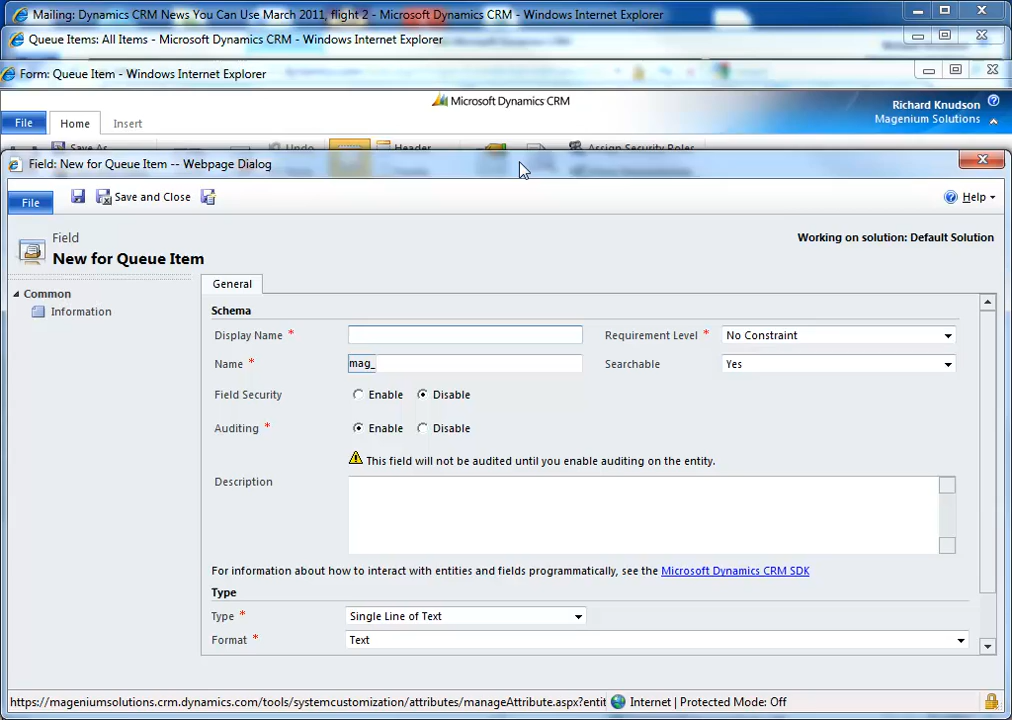 Mailing: Dynamics CRM News You Can Use March 2011, flight 2 - Microsoft Dynamics CRM - Windows Internet Explorer
Queue Items: All Items - Microsoft Dynamics CRM - Windows Internet Explorer
Form: Queue Item - Windows Internet Explorer
Microsoft Dynamics CRM
Richard Knudson
Magenium Solutions
File Home Insert
Save As Undo Header Assign Security Roles
Field: New for Queue Item -- Webpage Dialog
File Save and Close Help
Field
New for Queue Item
Working on solution: Default Solution
Common
Information
General
Schema
Display Name * Requirement Level * No Constraint
Name * mag_ Searchable Yes
Field Security Enable Disable
Auditing * Enable Disable
This field will not be audited until you enable auditing on the entity.
Description
For information about how to interact with entities and fields programmatically, see the Microsoft Dynamics CRM SDK
Type
Type * Single Line of Text
Format * Text
https://mageniumsolutions.crm.dynamics.com/tools/systemcustomization/attributes/manageAttribute.aspx?entit Internet | Protected Mode: Off